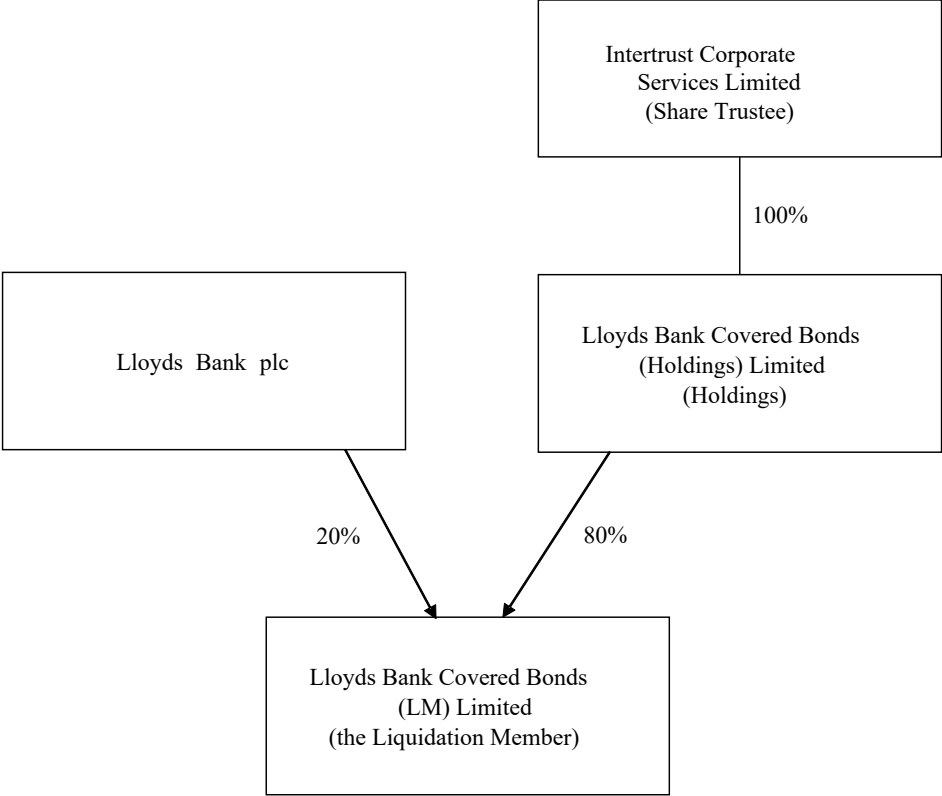 Intertrust Corporate
Services Limited
(Share Trustee)
100%
Lloyds Bank plc
Lloyds Bank Covered Bonds
(Holdings) Limited
(Holdings)
20%
80%
Lloyds Bank Covered Bonds
(LM) Limited
(the Liquidation Member)